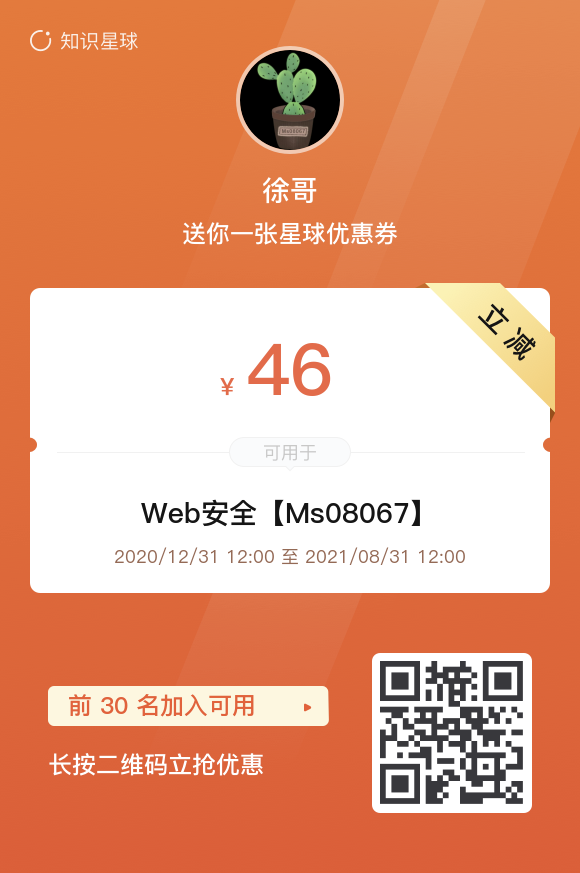 知识星球
Ms08067
徐哥
送你一张星球优惠券
立减
¥ 46
可用于
Web安全【Ms08067】
2020/12/31 12:00 至 2021/08/31 12:00
前 30 名加入可用
长按二维码立抢优惠